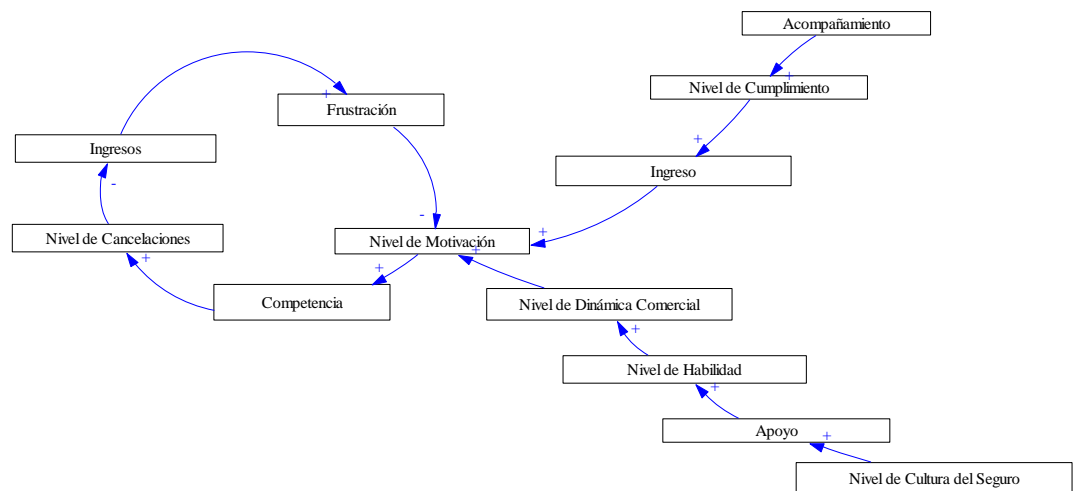 Acompañamiento
+
Nivel de Cumplimiento
+
Frustración
+
Ingresos
+
Ingreso
-
-
Nivel de Cancelaciones
+
Nivel de Motivación
+
+
+
Competencia
Nivel de Dinámica Comercial
+
Nivel de Habilidad
+
Apoyo
+
Nivel de Cultura del Seguro